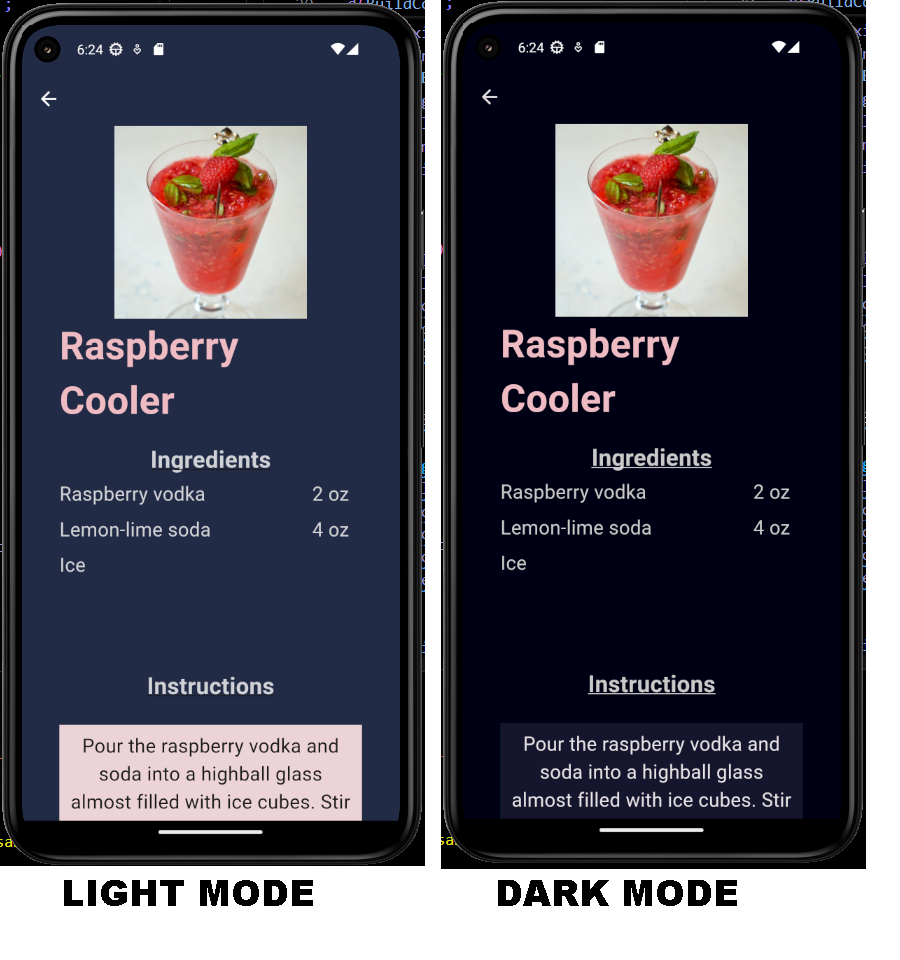 6:24
Raspberry
Cooler
Ingredients
Raspberry vodka 2 oz
Lemon-lime soda 4 oz
Ice
Instructions
Pour the raspberry vodka and
soda into a highball glass
almost filled with ice cubes. Stir
LIGHT MODE
6:24
Raspberry
Cooler
Ingredients
Raspberry vodka 2 oz
Lemon-lime soda 4 oz
Ice
Instructions
Pour the raspberry vodka and
soda into a highball glass
almost filled with ice cubes. Stir
DARK MODE